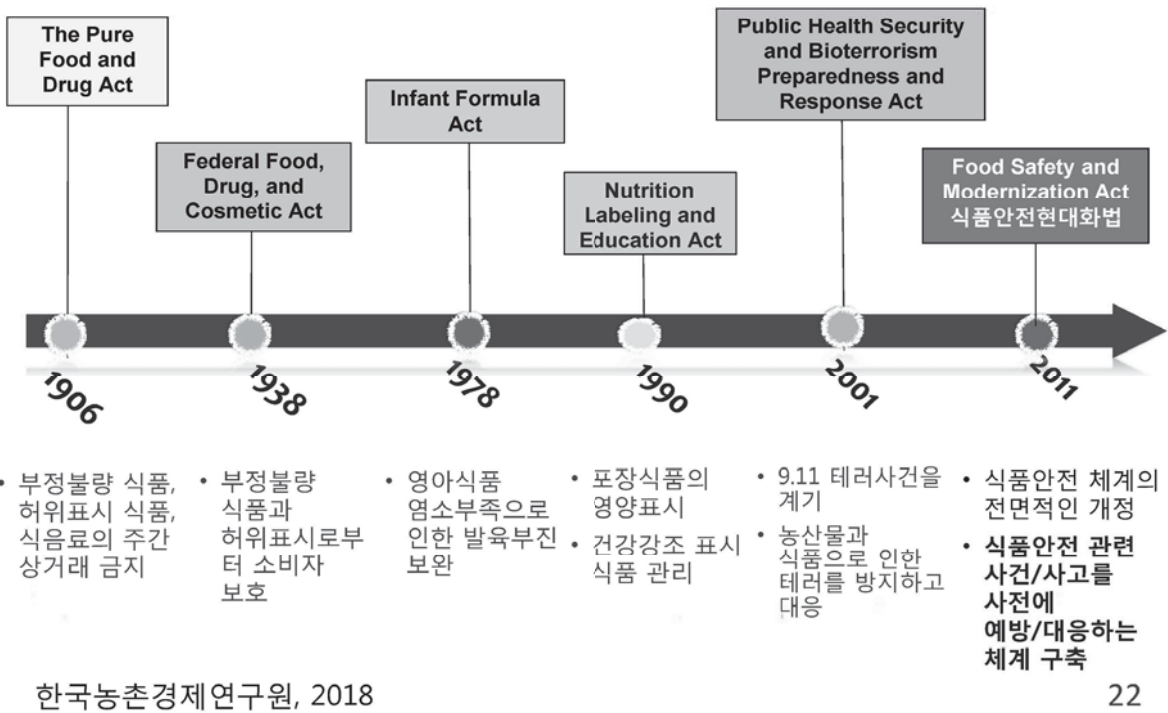 The Pure
Food and
Drug Act
Federal Food,
Drug, and
Cosmetic Act
Infant Formula
Act
Nutrition
Labeling and
Education Act
Public Health Security
and Bioterrorism
Preparedness and
Response Act
Food Safety and
Modernization Act
식품안전현대화법
1906
1938
1978
1990
2001
2011
• 부정불량 식품,
허위표시 식품,
식음료의 주간
상거래 금지
• 부정불량
식품과
허위표시로부
터 소비자
보호
• 영아식품
염소부족으로
인한 발육부진
보완
• 포장식품의
영양표시
• 건강강조 표시
식품 관리
• 9.11 테러사건을
계기
• 농산물과
식품으로 인한
테러를 방지하고
대응
• 식품안전 체계의
전면적인 개정
• 식품안전 관련
사건/사고를
사전에
예방/대응하는
체계 구축
한국농촌경제연구원, 2018
22